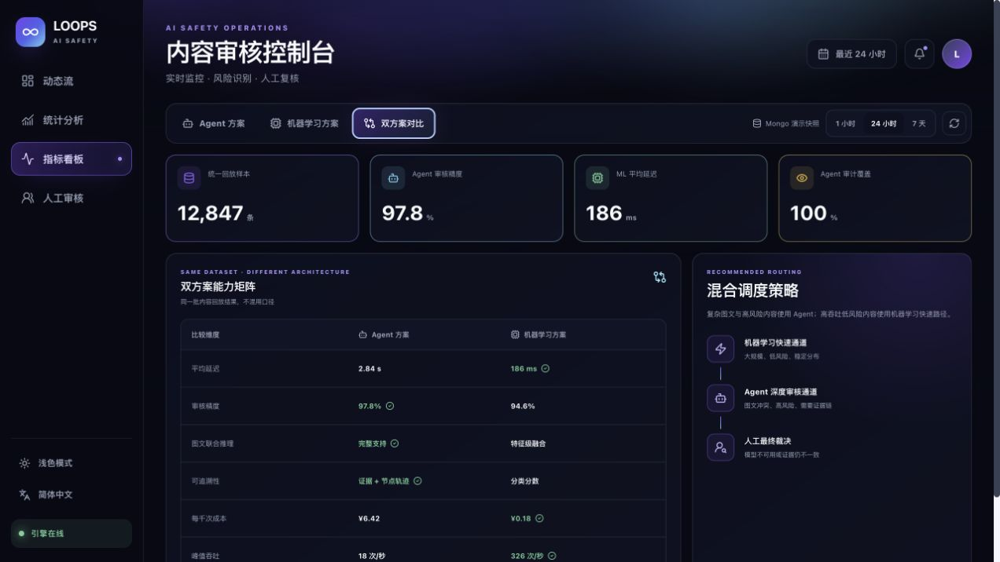 LOOPS
AI SAFETY
动态流
统计分析
指标看板
人工审核
浅色模式
简体中文
引擎在线
AI SAFETY OPERATIONS
内容审核控制台
实时监控 · 风险识别 · 人工复核
最近 24 小时
L
Agent 方案
机器学习方案
双方案对比
Mongo 演示快照
1 小时
24 小时
7 天
统一回放样本
12,847 条
Agent 审核精度
97.8 %
ML 平均延迟
186 ms
Agent 审计覆盖
100 %
SAME DATASET · DIFFERENT ARCHITECTURE
双方案能力矩阵
同一批内容回放结果，不混用口径
比较维度 Agent 方案 机器学习方案
平均延迟 2.84 s 186 ms
审核精度 97.8% 94.6%
图文联合推理 完整支持 特征级融合
可追溯性 证据 + 节点轨迹 分类分数
每千次成本 ¥6.42 ¥0.18
峰值吞吐 18 次/秒 326 次/秒
RECOMMENDED ROUTING
混合调度策略
复杂图文与高风险内容使用 Agent；高吞吐低风险内容使用机器学习快速路径。
机器学习快速通道
大规模、低风险、稳定分布
Agent 深度审核通道
图文冲突、高风险、需要证据链
人工最终裁决
模型不可用或证据仍不一致